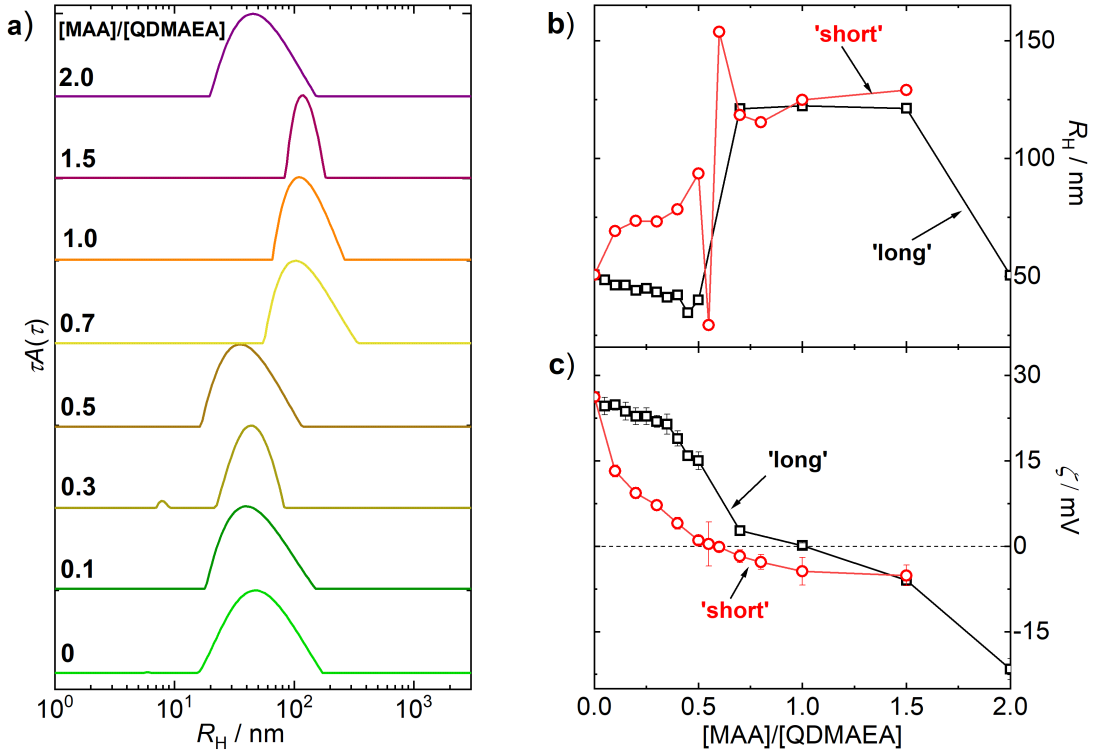 a)
[MAA]/[QDMAEA]
2.0
1.5
1.0
0.7
0.5
0.3
0.1
0
τA(τ)
10⁰ 10¹ 10² 10³
R_H / nm
b)
'short'
'long'
150
100
50
R_H / nm
c)
'long'
'short'
30
15
0
-15
ζ / mV
0.0 0.5 1.0 1.5 2.0
[MAA]/[QDMAEA]